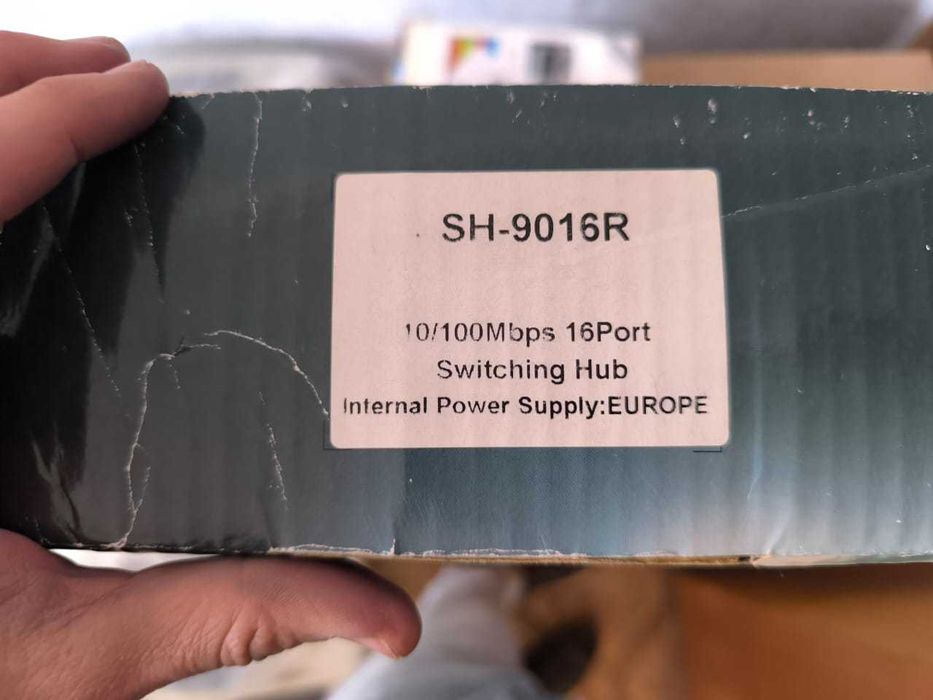 SH-9016R
10/100Mbps 16Port
Switching Hub
Internal Power Supply:EUROPE